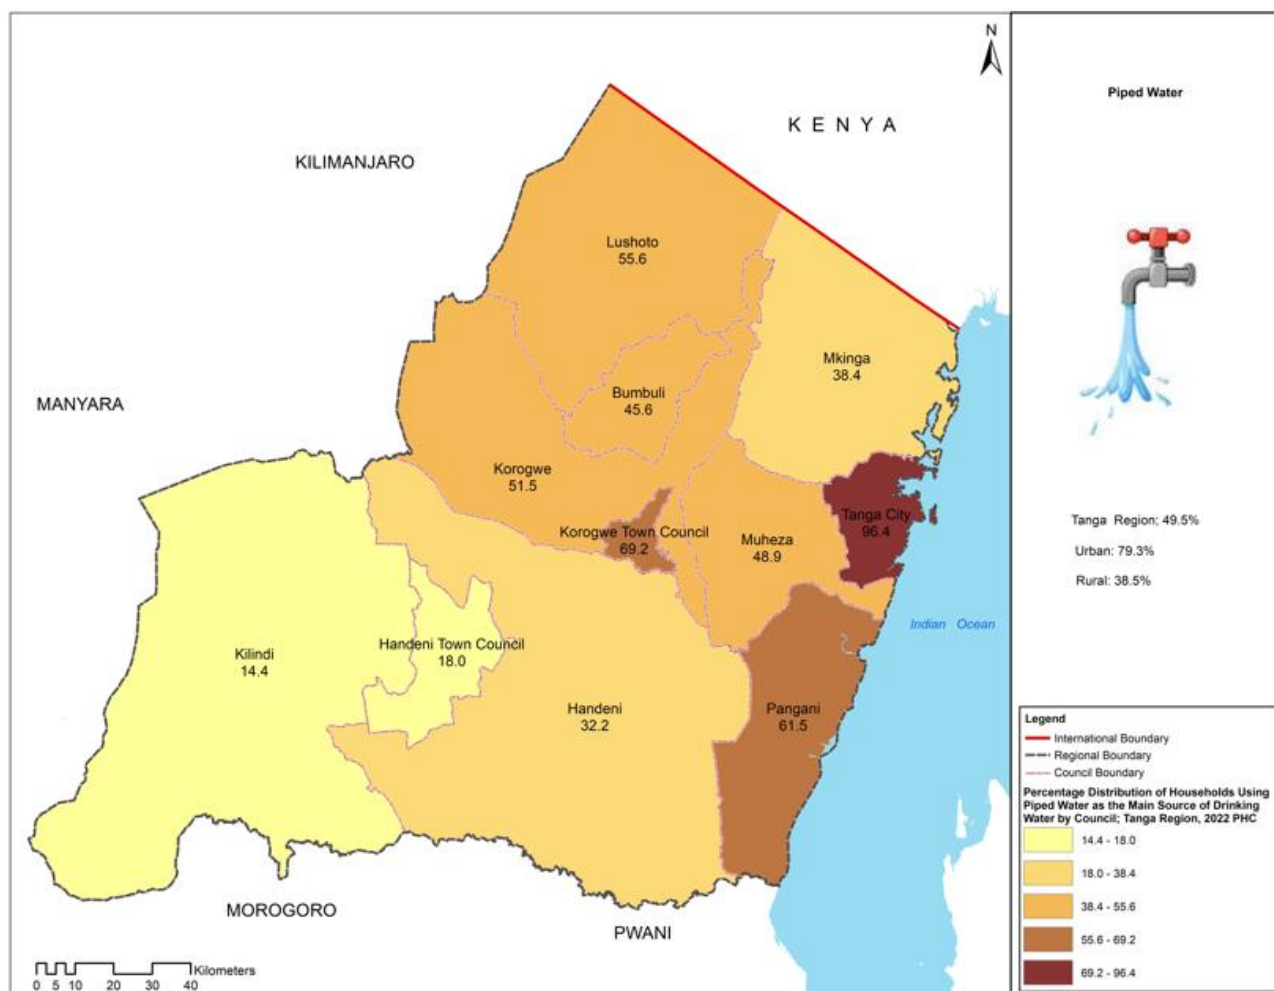 N
KENYA
KILIMANJARO
Lushoto
55.6
Mkinga
38.4
Bumbuli
45.6
MANYARA
Korogwe
51.5
Korogwe Town Council
69.2
Muheza
48.9
Tanga City
96.4
Handeni Town Council
18.0
Kilindi
14.4
Handeni
32.2
Pangani
61.5
Indian Ocean
MOROGORO
PWANI
Kilometers
0 5 10 20 30 40
Piped Water
Tanga Region; 49.5%
Urban: 79.3%
Rural: 38.5%
Legend
International Boundary
Regional Boundary
Council Boundary
Percentage Distribution of Households Using
Piped Water as the Main Source of Drinking
Water by Council; Tanga Region, 2022 PHC
14.4 - 18.0
18.0 - 38.4
38.4 - 55.6
55.6 - 69.2
69.2 - 96.4